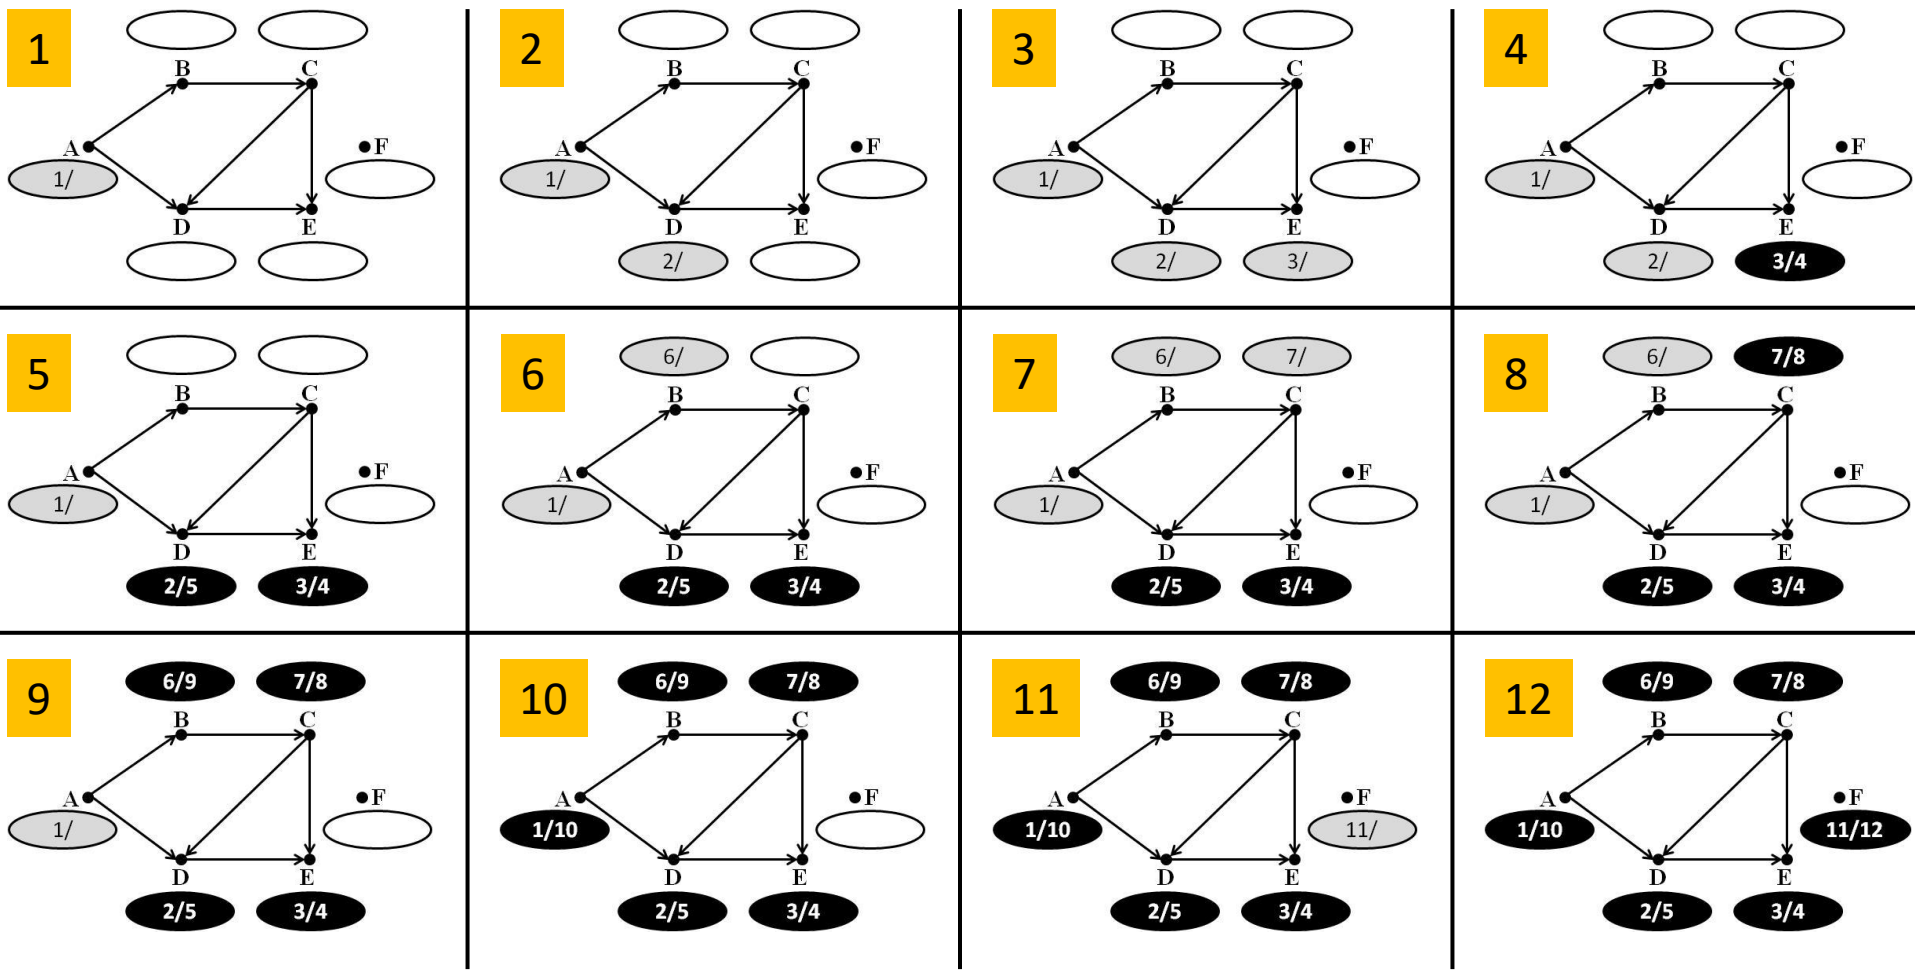 1
B C
A F
1/
D E
2
B C
A F
1/
D E
2/
3
B C
A F
1/
D E
2/ 3/
4
B C
A F
1/
D E
2/ 3/4
5
B C
A F
1/
D E
2/5 3/4
6
6/
B C
A F
1/
D E
2/5 3/4
7
6/ 7/
B C
A F
1/
D E
2/5 3/4
8
6/ 7/8
B C
A F
1/
D E
2/5 3/4
9
6/9 7/8
B C
A F
1/
D E
2/5 3/4
10
6/9 7/8
B C
A F
1/10
D E
2/5 3/4
11
6/9 7/8
B C
A F
1/10 11/
D E
2/5 3/4
12
6/9 7/8
B C
A F
1/10 11/12
D E
2/5 3/4